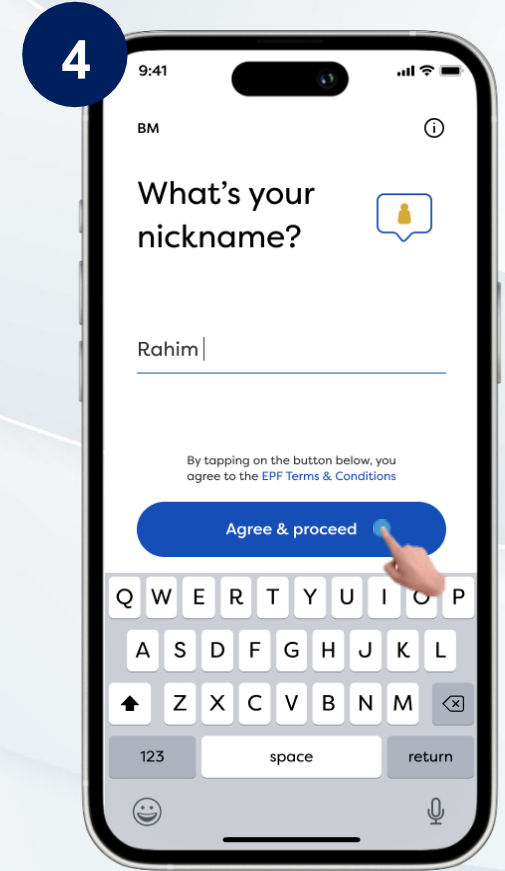 4
9:41
BM
What's your
nickname?
Rahim
By tapping on the button below, you
agree to the EPF Terms & Conditions
Agree & proceed
Q W E R T Y U I O P
A S D F G H J K L
Z X C V B N M
123 space return